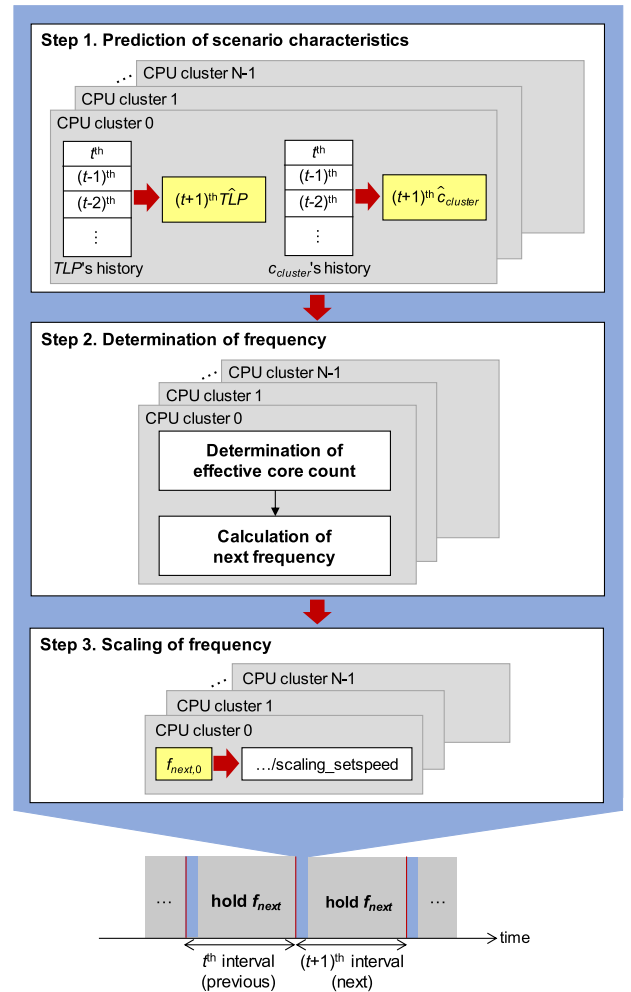 Step 1. Prediction of scenario characteristics
... CPU cluster N-1
CPU cluster 1
CPU cluster 0
tth
(t-1)th
(t-2)th
⋮
TLP's history
(t+1)th TL̂P
tth
(t-1)th
(t-2)th
⋮
ccluster's history
(t+1)th ĉcluster
Step 2. Determination of frequency
... CPU cluster N-1
CPU cluster 1
CPU cluster 0
Determination of
effective core count
Calculation of
next frequency
Step 3. Scaling of frequency
... CPU cluster N-1
CPU cluster 1
CPU cluster 0
fnext,0
…/scaling_setspeed
... hold fnext hold fnext ...
time
tth interval
(previous)
(t+1)th interval
(next)